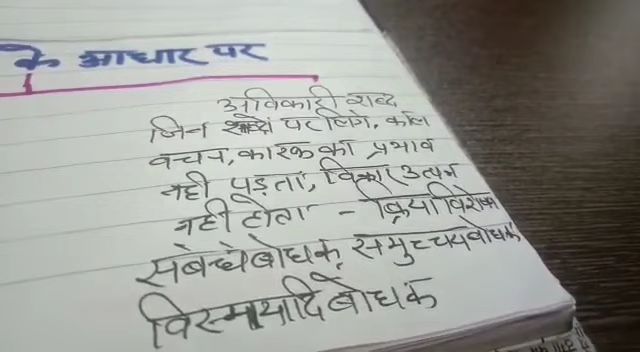 के आधार पर
अविकारी शब्द
जिन शब्दों पर लिंग, काल
वचन, कारक का प्रभाव
नही पड़ता, विकार उत्पन
नही होता - क्रिया विशेषण
संबन्धबोधक, समुच्चयबोधक
विस्मयादिबोधक